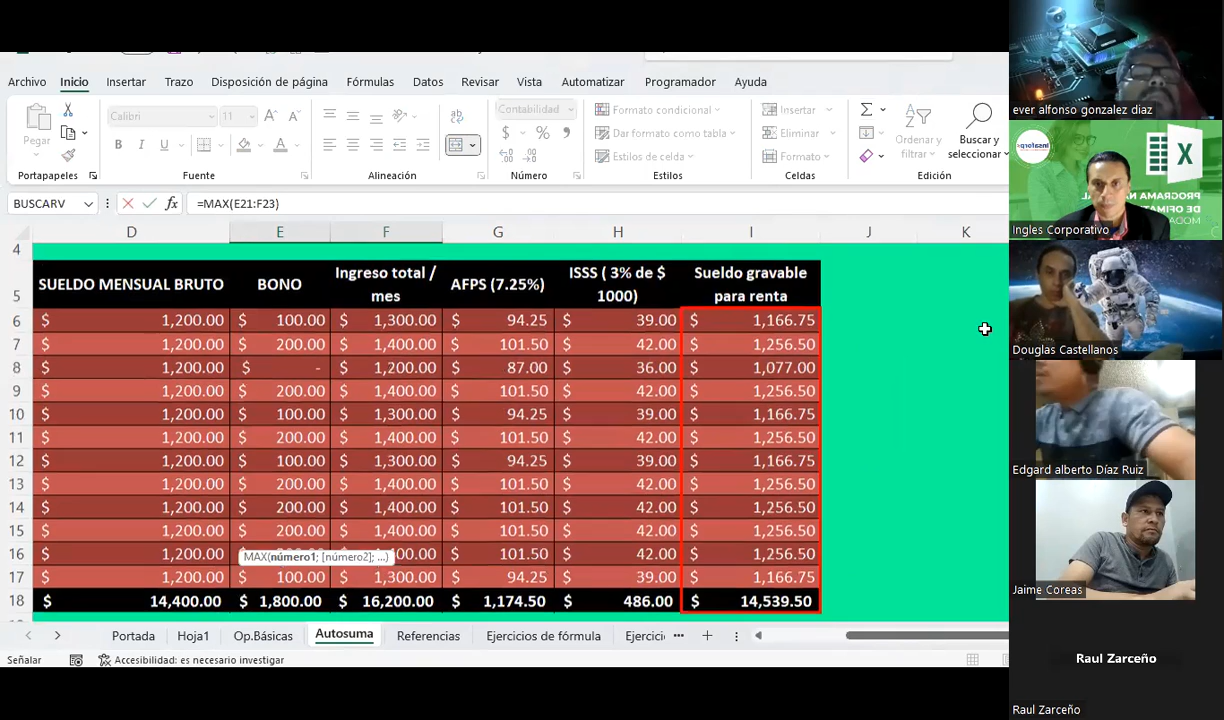 Archivo Inicio Insertar Trazo Disposición de página Fórmulas Datos Revisar Vista Automatizar Programador Ayuda
Pegar
Calibri 11
N K S
ab
Contabilidad
$ % 9
Formato condicional
Dar formato como tabla
Estilos de celda
Insertar
Eliminar
Formato
Ordenar y filtrar
Buscar y seleccionar
Portapapeles Fuente Alineación Número Estilos Celdas Edición
BUSCARV fx =MAX(E21:F23)
D E F G H I J K
4
5 SUELDO MENSUAL BRUTO BONO Ingreso total / mes AFPS (7.25%) ISSS ( 3% de $ 1000) Sueldo gravable para renta
6 $ 1,200.00 $ 100.00 $ 1,300.00 $ 94.25 $ 39.00 $ 1,166.75
7 $ 1,200.00 $ 200.00 $ 1,400.00 $ 101.50 $ 42.00 $ 1,256.50
8 $ 1,200.00 $ - $ 1,200.00 $ 87.00 $ 36.00 $ 1,077.00
9 $ 1,200.00 $ 200.00 $ 1,400.00 $ 101.50 $ 42.00 $ 1,256.50
10 $ 1,200.00 $ 100.00 $ 1,300.00 $ 94.25 $ 39.00 $ 1,166.75
11 $ 1,200.00 $ 200.00 $ 1,400.00 $ 101.50 $ 42.00 $ 1,256.50
12 $ 1,200.00 $ 100.00 $ 1,300.00 $ 94.25 $ 39.00 $ 1,166.75
13 $ 1,200.00 $ 200.00 $ 1,400.00 $ 101.50 $ 42.00 $ 1,256.50
14 $ 1,200.00 $ 200.00 $ 1,400.00 $ 101.50 $ 42.00 $ 1,256.50
15 $ 1,200.00 $ 200.00 $ 1,400.00 $ 101.50 $ 42.00 $ 1,256.50
16 $ 1,200.00 MAX(número1; [número2]; ...) 00.00 $ 101.50 $ 42.00 $ 1,256.50
17 $ 1,200.00 $ 100.00 $ 1,300.00 $ 94.25 $ 39.00 $ 1,166.75
18 $ 14,400.00 $ 1,800.00 $ 16,200.00 $ 1,174.50 $ 486.00 $ 14,539.50
Portada Hoja1 Op.Básicas Autosuma Referencias Ejercicios de fórmula Ejercici
Señalar Accesibilidad: es necesario investigar
ever alfonso gonzalez diaz
insaforp
X
PROGRAMA NA
DE OFIMAT
MODA
Ingles Corporativo
Douglas Castellanos
Edgard alberto Díaz Ruiz
Jaime Coreas
Raul Zarceño
Raul Zarceño